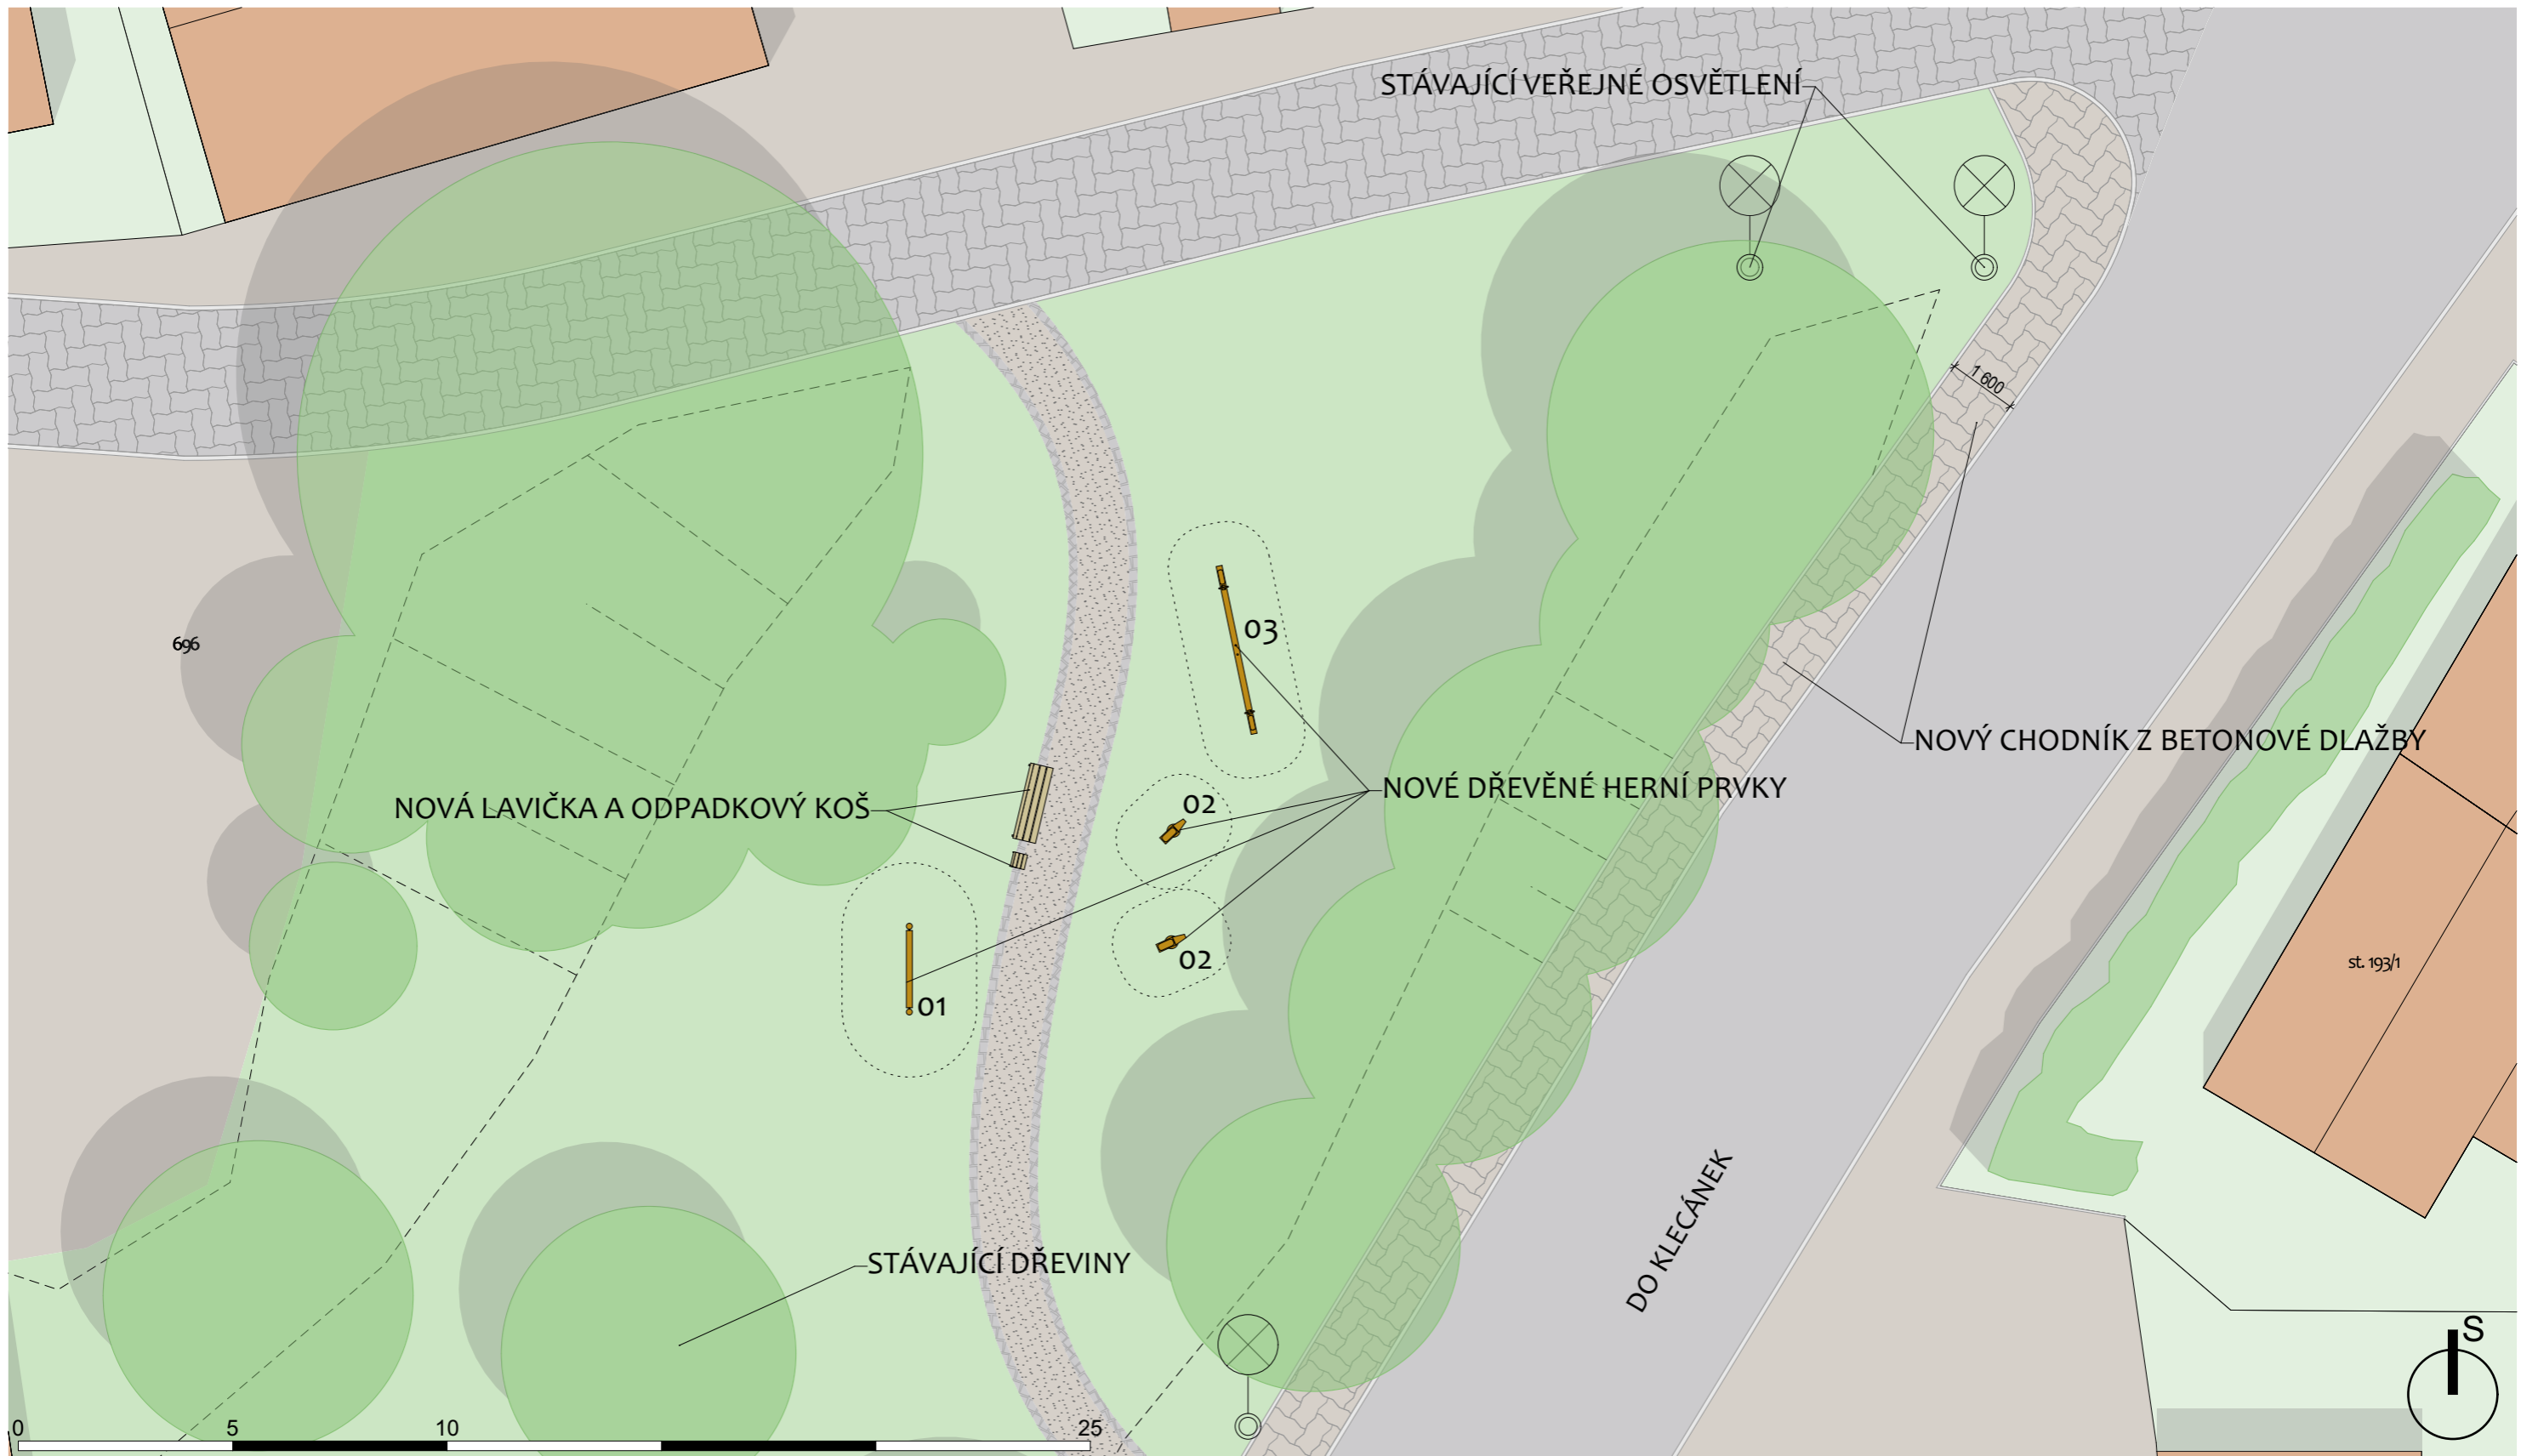 STÁVAJÍCÍ VEŘEJNÉ OSVĚTLENÍ
1 600
03
696
NOVÝ CHODNÍK Z BETONOVÉ DLAŽBY
NOVÉ DŘEVĚNÉ HERNÍ PRVKY
02
NOVÁ LAVIČKA A ODPADKOVÝ KOŠ
02
st. 193/1
01
DO KLECÁNEK
STÁVAJÍCÍ DŘEVINY
S
0 5 10 25